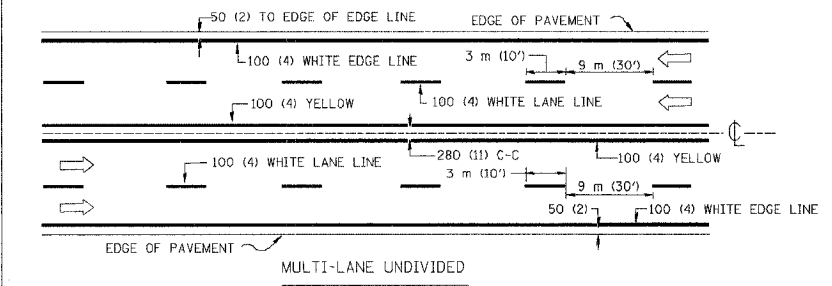 50 (2) TO EDGE OF EDGE LINE
EDGE OF PAVEMENT
100 (4) WHITE EDGE LINE
3 m (10')
9 m (30')
100 (4) YELLOW
100 (4) WHITE LANE LINE
℄
100 (4) WHITE LANE LINE
280 (11) C-C
100 (4) YELLOW
3 m (10')
9 m (30')
50 (2)
100 (4) WHITE EDGE LINE
EDGE OF PAVEMENT
MULTI-LANE UNDIVIDED